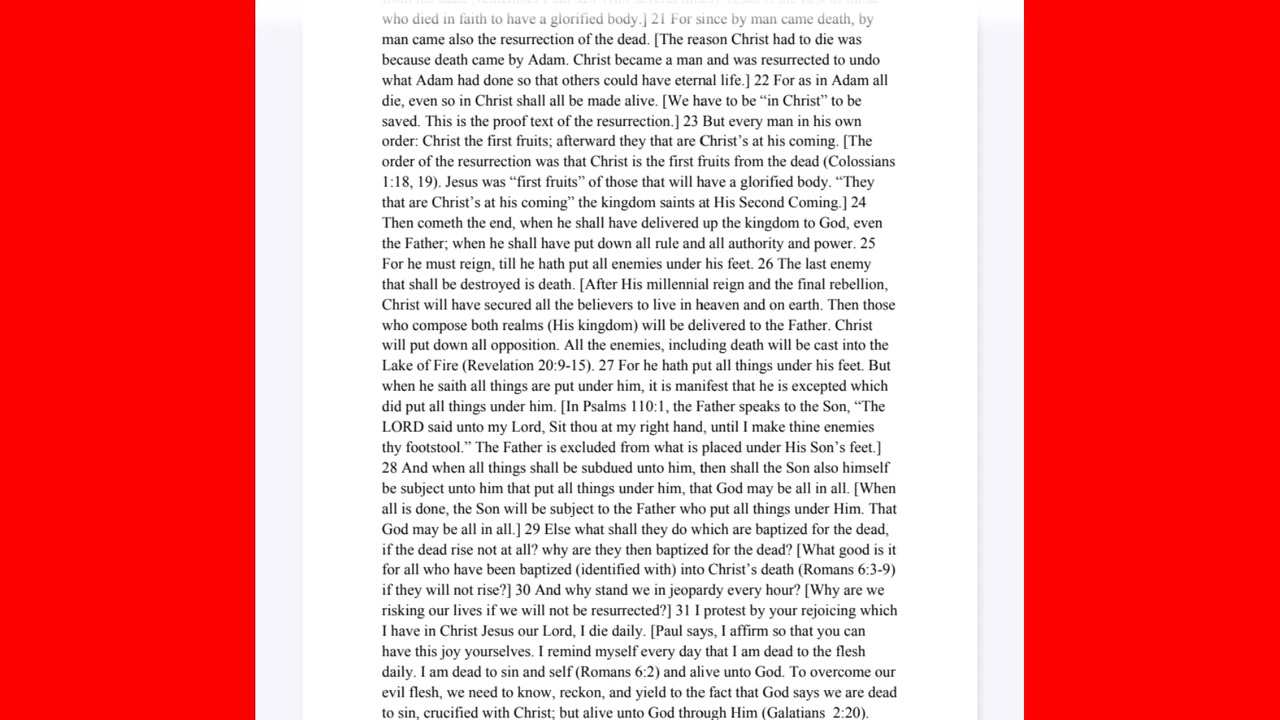 who died in faith to have a glorified body.] 21 For since by man came death, by
man came also the resurrection of the dead. [The reason Christ had to die was
because death came by Adam. Christ became a man and was resurrected to undo
what Adam had done so that others could have eternal life.] 22 For as in Adam all
die, even so in Christ shall all be made alive. [We have to be “in Christ” to be
saved. This is the proof text of the resurrection.] 23 But every man in his own
order: Christ the first fruits; afterward they that are Christ’s at his coming. [The
order of the resurrection was that Christ is the first fruits from the dead (Colossians
1:18, 19). Jesus was “first fruits” of those that will have a glorified body. “They
that are Christ’s at his coming” the kingdom saints at His Second Coming.] 24
Then cometh the end, when he shall have delivered up the kingdom to God, even
the Father; when he shall have put down all rule and all authority and power. 25
For he must reign, till he hath put all enemies under his feet. 26 The last enemy
that shall be destroyed is death. [After His millennial reign and the final rebellion,
Christ will have secured all the believers to live in heaven and on earth. Then those
who compose both realms (His kingdom) will be delivered to the Father. Christ
will put down all opposition. All the enemies, including death will be cast into the
Lake of Fire (Revelation 20:9-15). 27 For he hath put all things under his feet. But
when he saith all things are put under him, it is manifest that he is excepted which
did put all things under him. [In Psalms 110:1, the Father speaks to the Son, “The
LORD said unto my Lord, Sit thou at my right hand, until I make thine enemies
thy footstool.” The Father is excluded from what is placed under His Son’s feet.]
28 And when all things shall be subdued unto him, then shall the Son also himself
be subject unto him that put all things under him, that God may be all in all. [When
all is done, the Son will be subject to the Father who put all things under Him. That
God may be all in all.] 29 Else what shall they do which are baptized for the dead,
if the dead rise not at all? why are they then baptized for the dead? [What good is it
for all who have been baptized (identified with) into Christ’s death (Romans 6:3-9)
if they will not rise?] 30 And why stand we in jeopardy every hour? [Why are we
risking our lives if we will not be resurrected?] 31 I protest by your rejoicing which
I have in Christ Jesus our Lord, I die daily. [Paul says, I affirm so that you can
have this joy yourselves. I remind myself every day that I am dead to the flesh
daily. I am dead to sin and self (Romans 6:2) and alive unto God. To overcome our
evil flesh, we need to know, reckon, and yield to the fact that God says we are dead
to sin, crucified with Christ; but alive unto God through Him (Galatians 2:20).